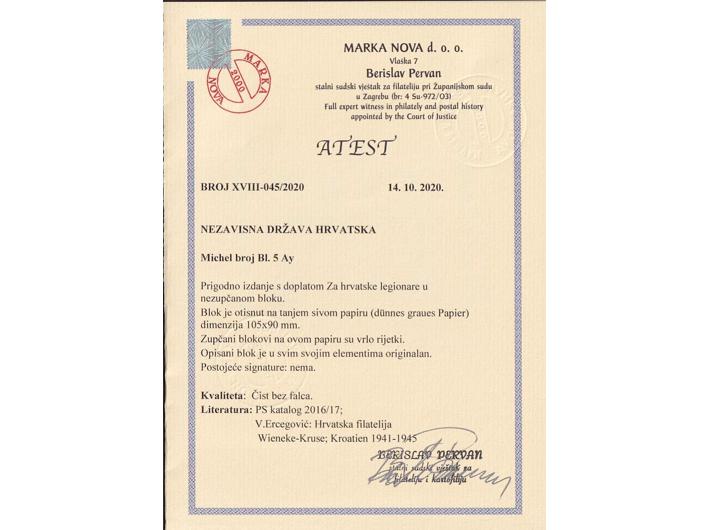 MARKA NOVA d. o. o.
Vlaška 7
Berislav Pervan
stalni sudski vještak za filateliju pri Županijskom sudu
u Zagrebu (br: 4 Su-972/03)
Full expert witness in philately and postal history
appointed by the Court of Justice
MARKA
2000
NOVA
ATEST
BROJ XVIII-045/2020 14. 10. 2020.
NEZAVISNA DRŽAVA HRVATSKA
Michel broj Bl. 5 Ay
Prigodno izdanje s doplatom Za hrvatske legionare u
nezupčanom bloku.
Blok je otisnut na tanjem sivom papiru (dünnes graues Papier)
dimenzija 105x90 mm.
Zupčani blokovi na ovom papiru su vrlo rijetki.
Opisani blok je u svim svojim elementima originalan.
Postojeće signature: nema.
Kvaliteta: Čist bez falca.
Literatura: PS katalog 2016/17;
V.Ercegović: Hrvatska filatelija
Wieneke-Kruse; Kroatien 1941-1945
BERISLAV PERVAN
stalni sudski vještak za
filateliju i kartofiliju